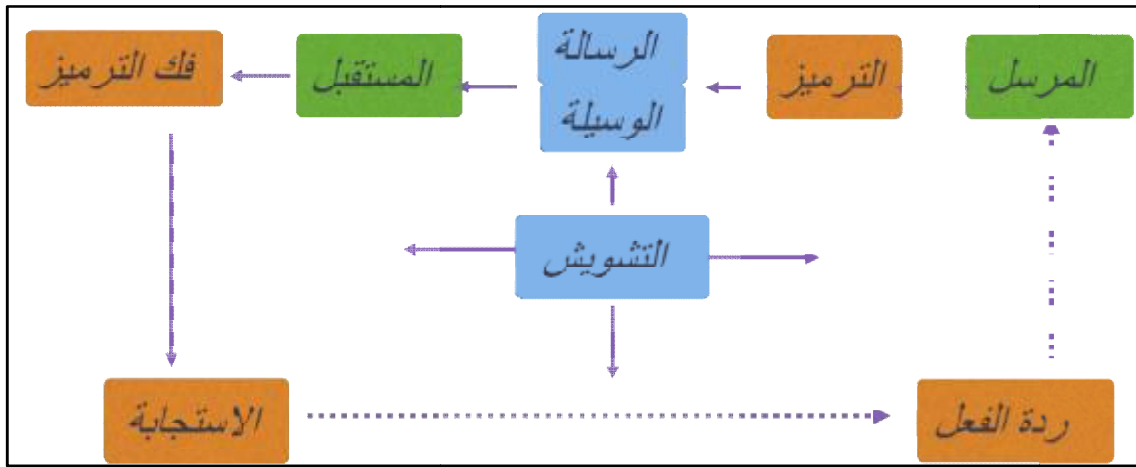 المرسل
الترميز
الرسالة
الوسيلة
المستقبل
فك الترميز
التشويش
ردة الفعل
الاستجابة